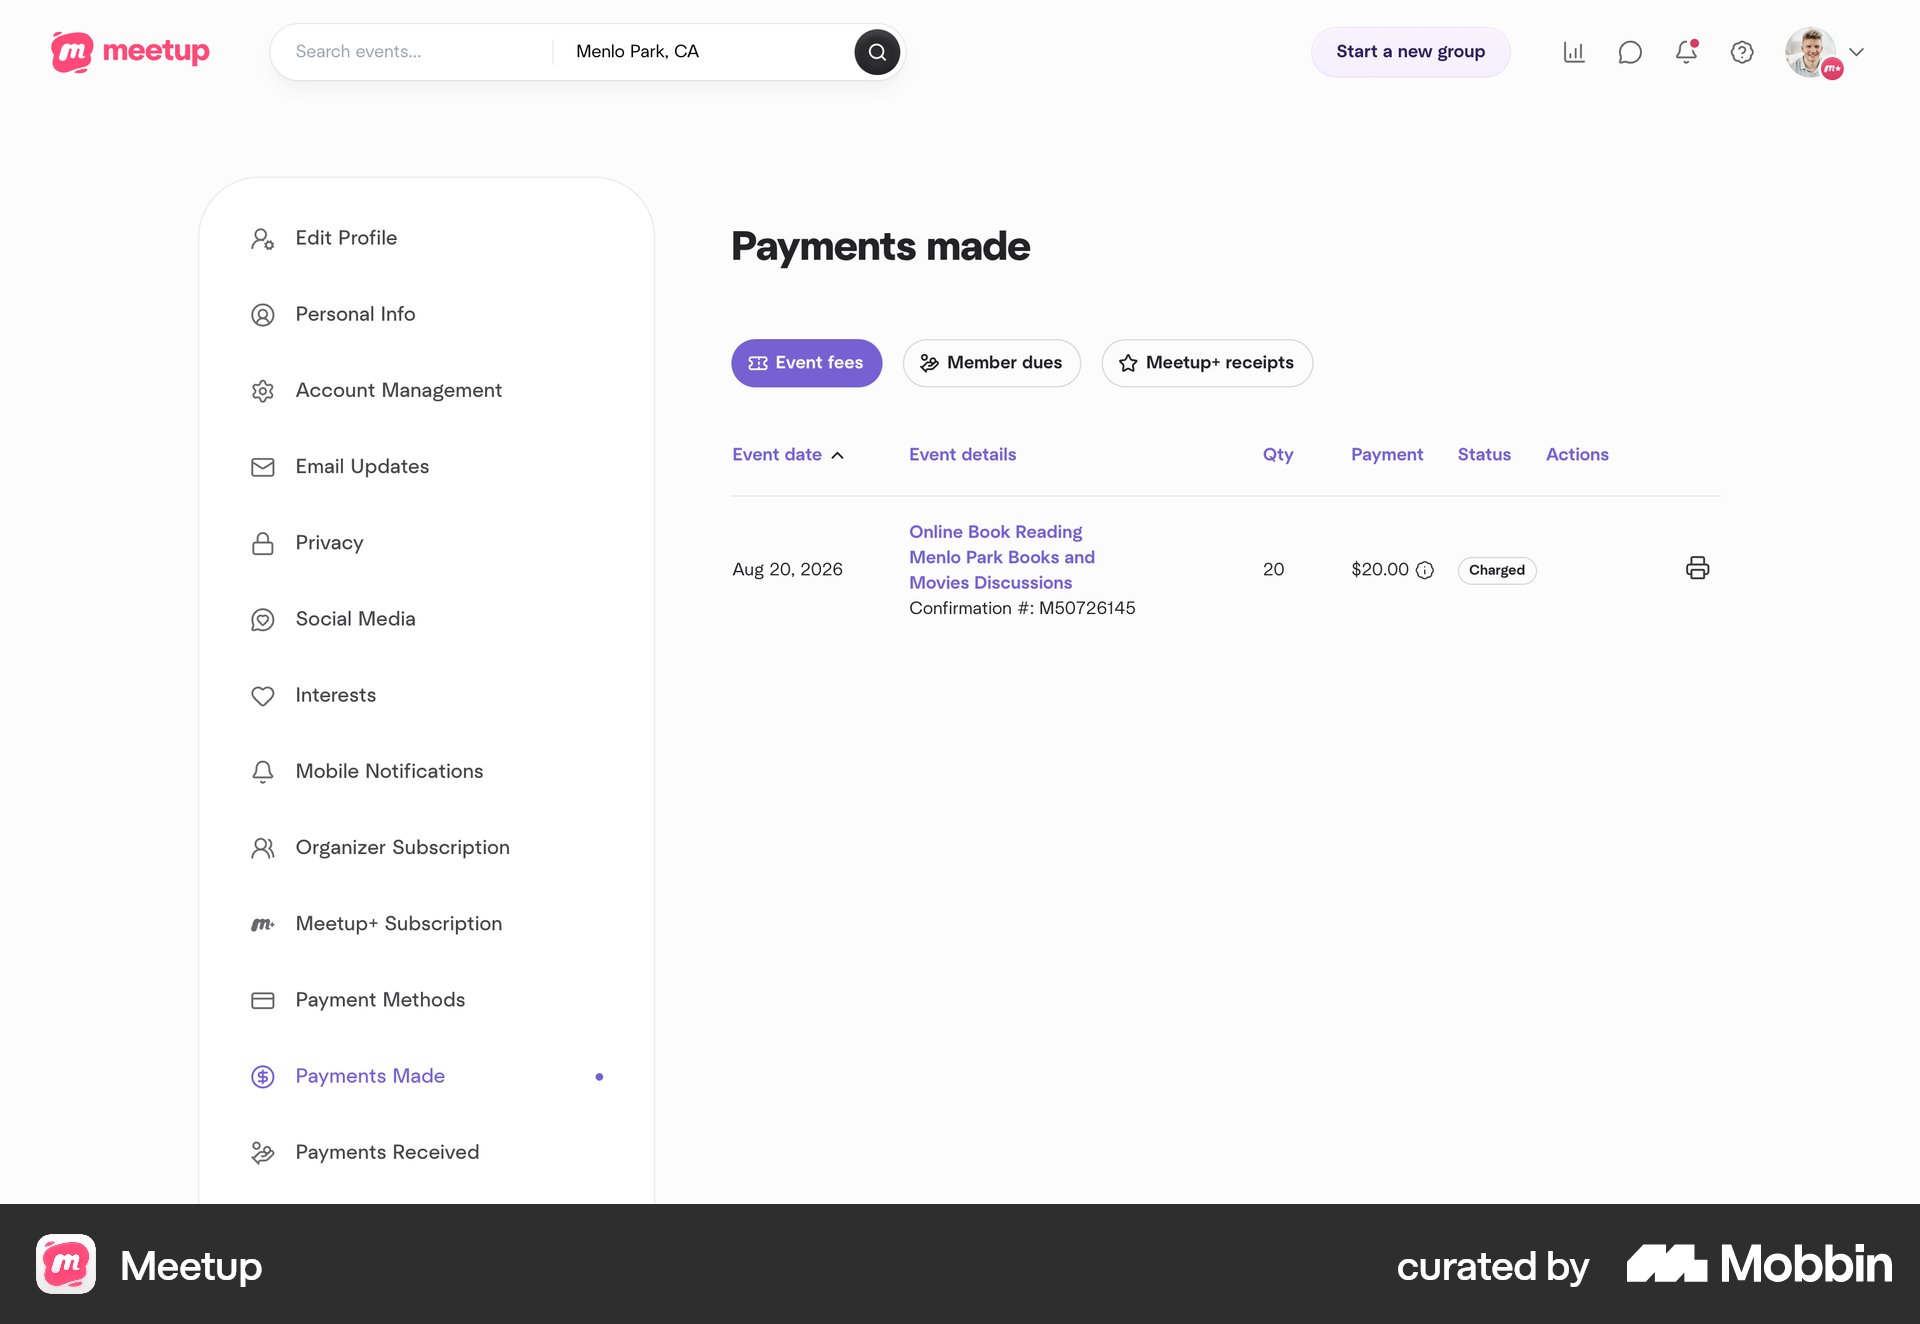 meetup
Search events...
Menlo Park, CA
Start a new group
Edit Profile
Personal Info
Account Management
Email Updates
Privacy
Social Media
Interests
Mobile Notifications
Organizer Subscription
Meetup+ Subscription
Payment Methods
Payments Made
Payments Received
Payments made
Event fees
Member dues
Meetup+ receipts
Event date
Event details
Qty
Payment
Status
Actions
Aug 20, 2026
Online Book Reading
Menlo Park Books and
Movies Discussions
Confirmation #: M50726145
20
$20.00
Charged
Meetup
curated by
Mobbin